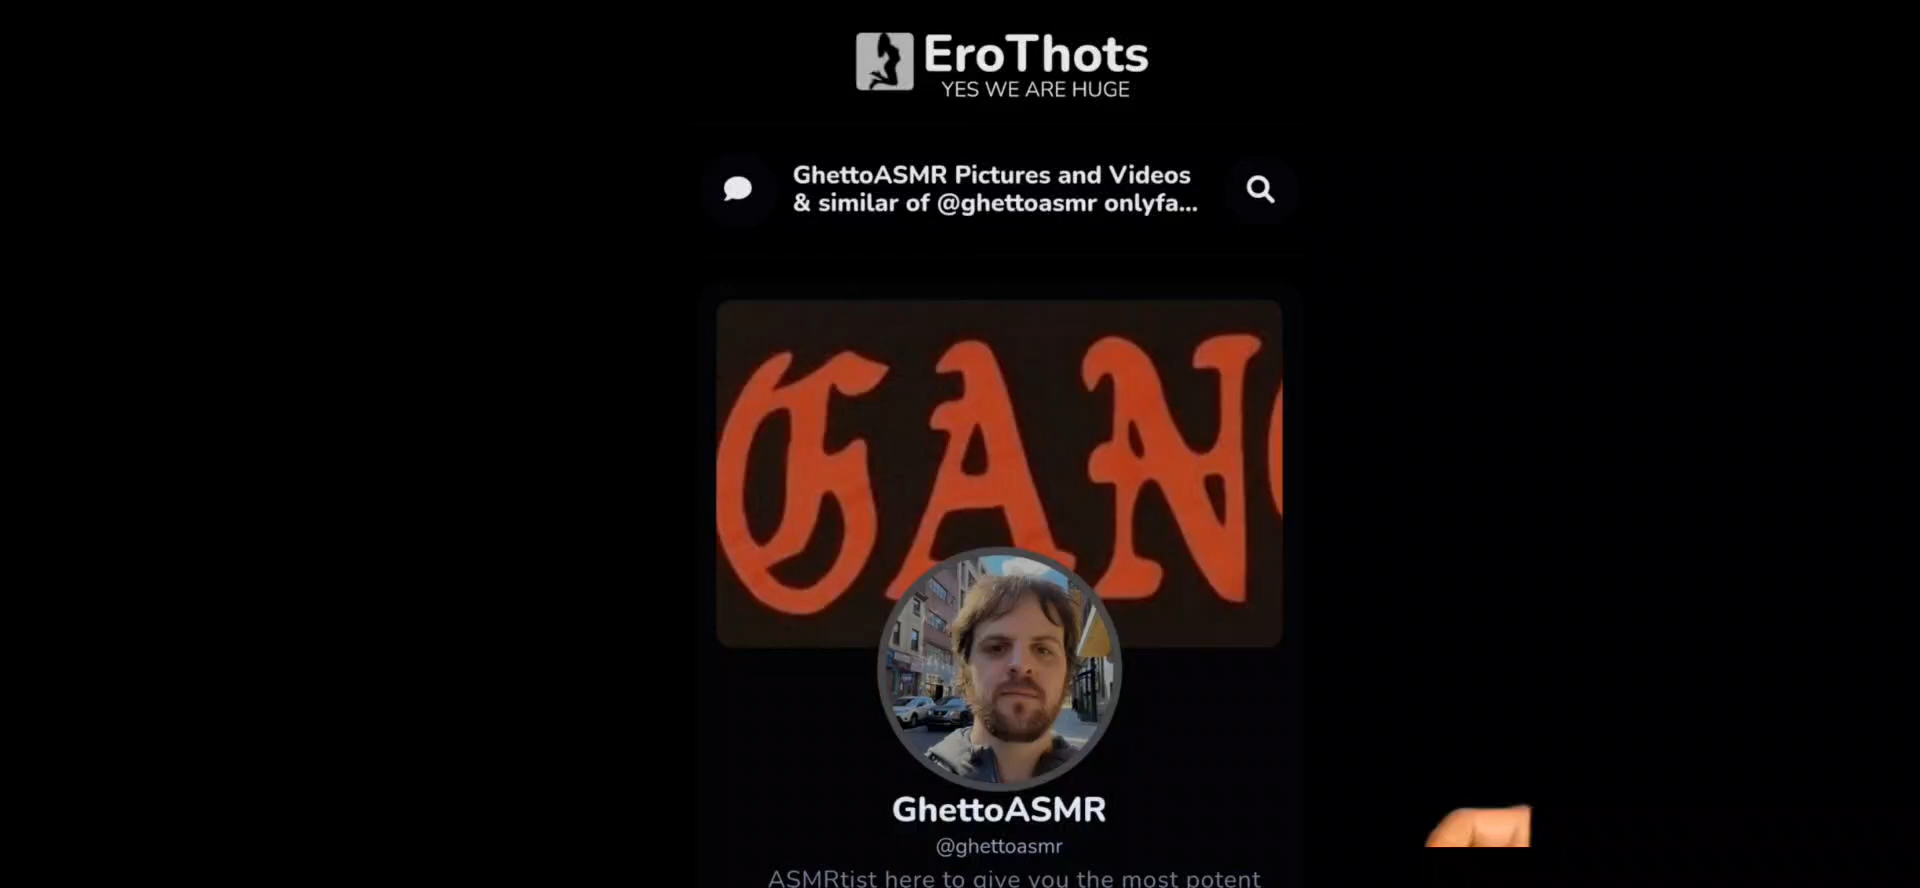 EroThots
YES WE ARE HUGE
GhettoASMR Pictures and Videos
& similar of @ghettoasmr onlyfa...
GAN
GhettoASMR
@ghettoasmr
ASMRtist here to give you the most potent